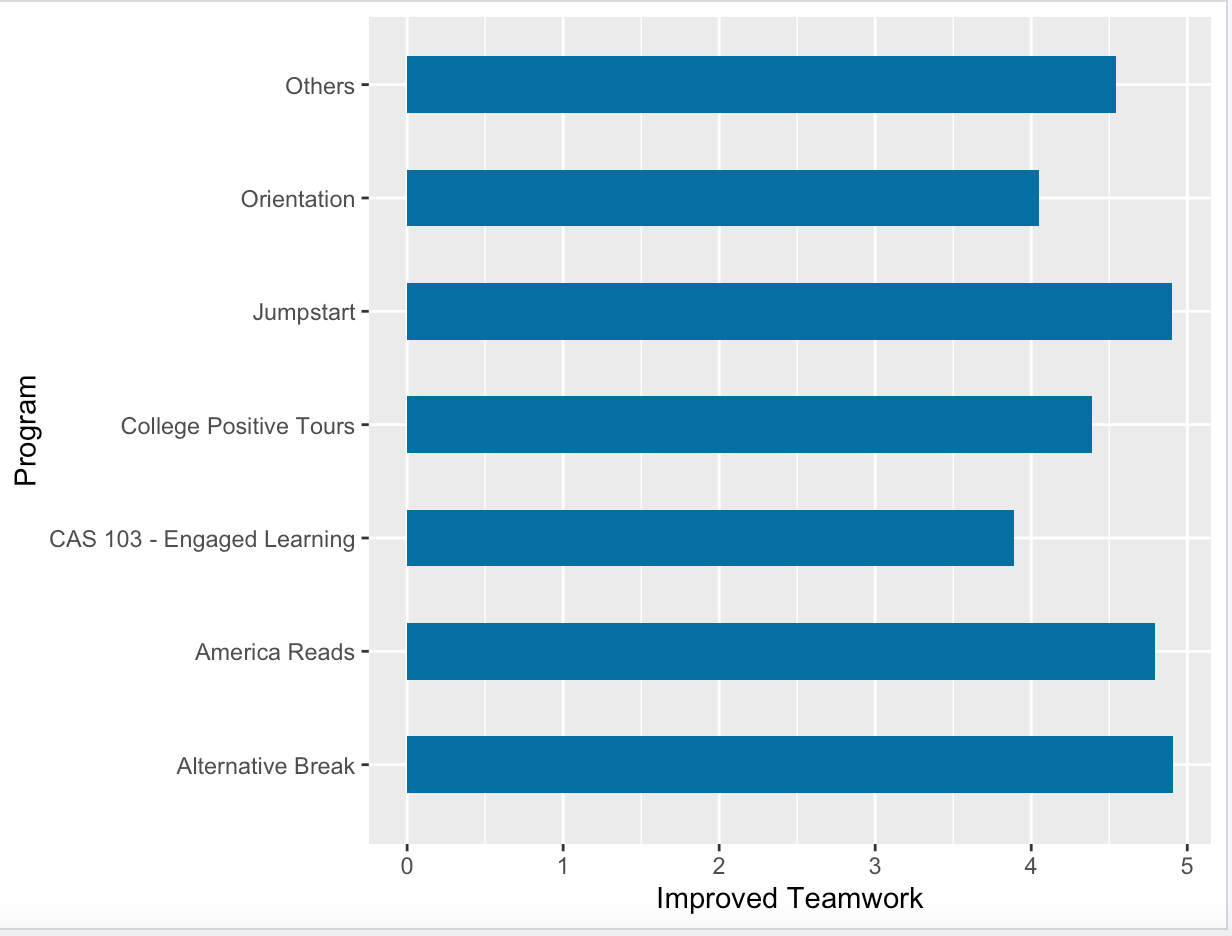 Others
Orientation
Jumpstart
College Positive Tours
CAS 103 - Engaged Learning
America Reads
Alternative Break
Program
0 1 2 3 4 5
Improved Teamwork